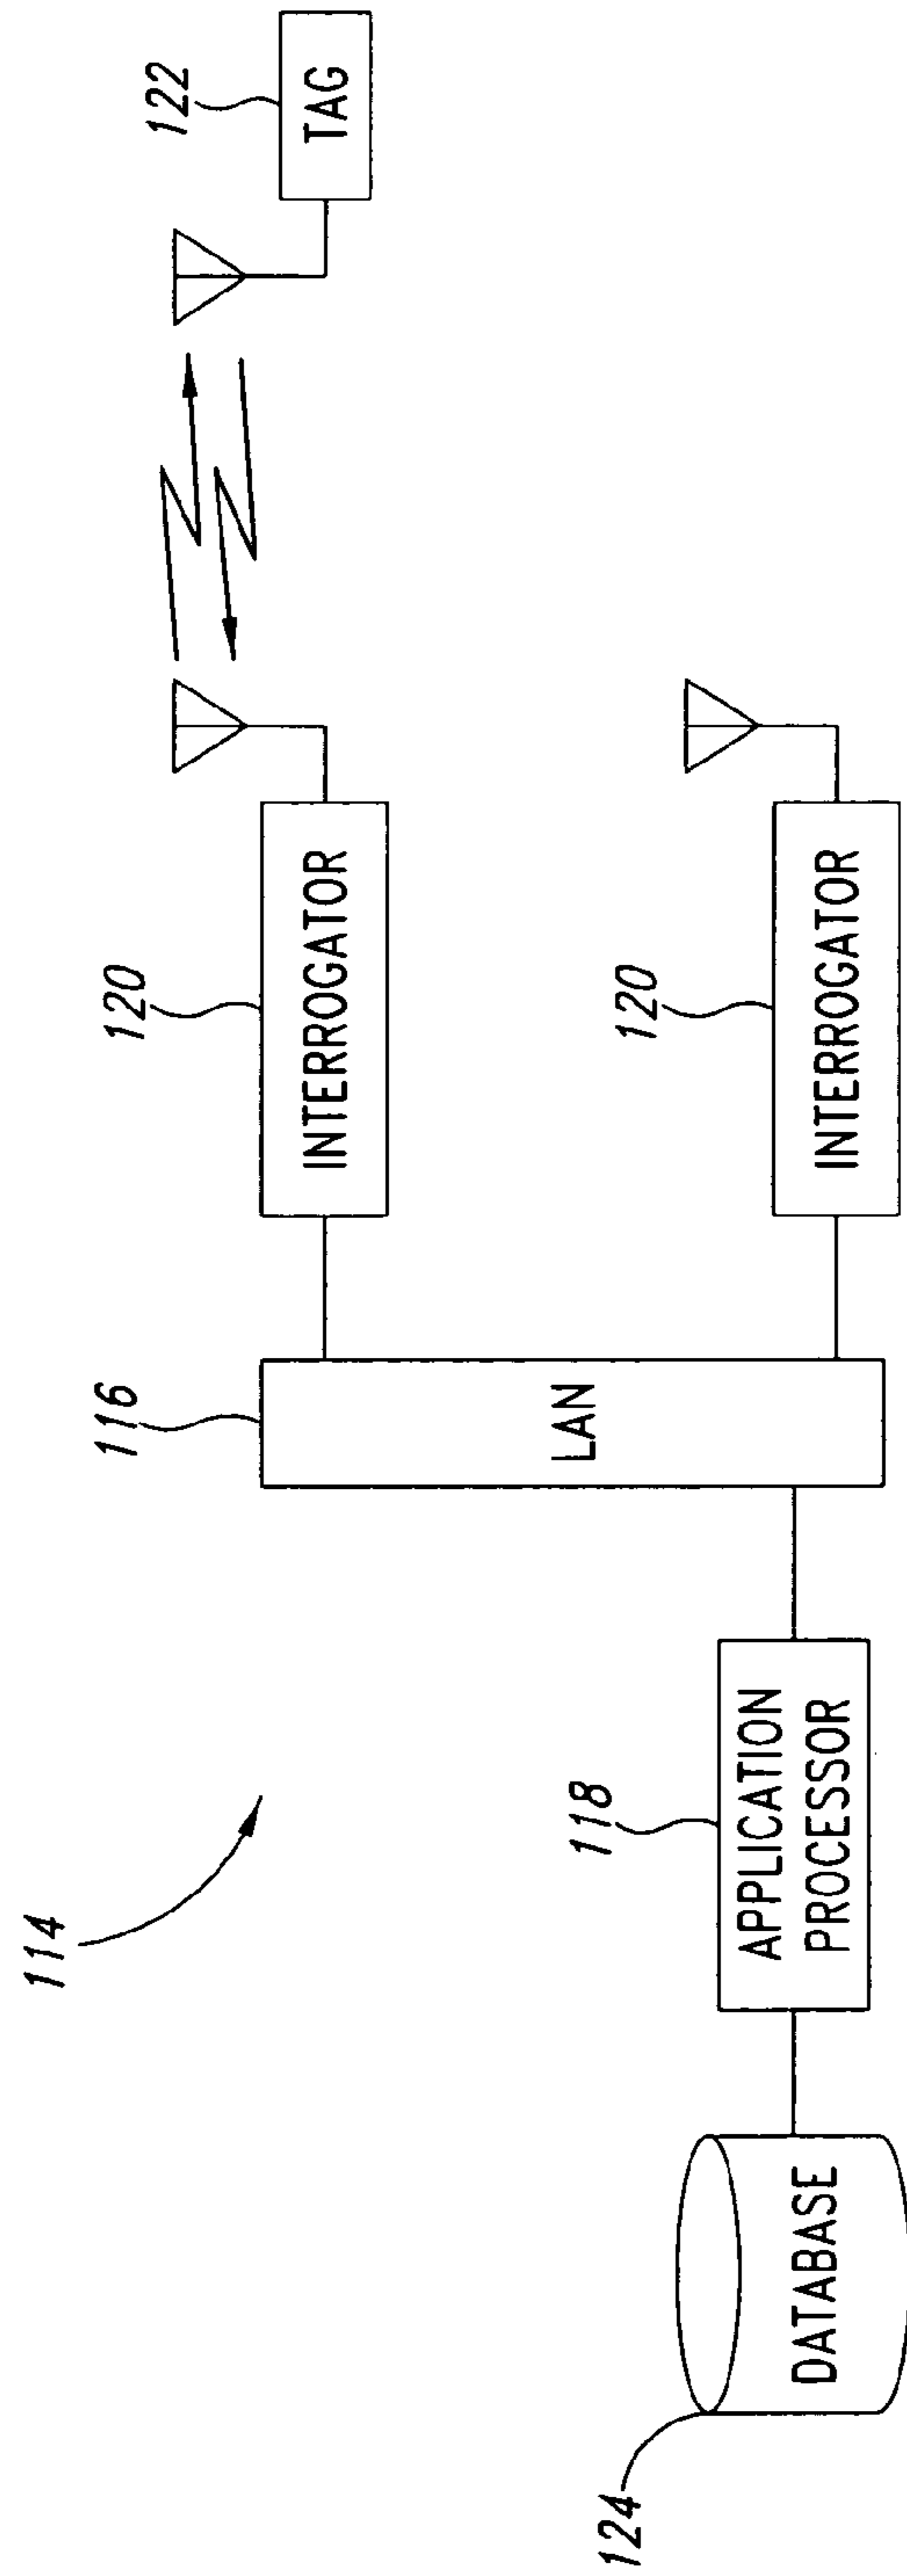 114
124
DATABASE
118
APPLICATION
PROCESSOR
116
LAN
120
INTERROGATOR
120
INTERROGATOR
122
TAG